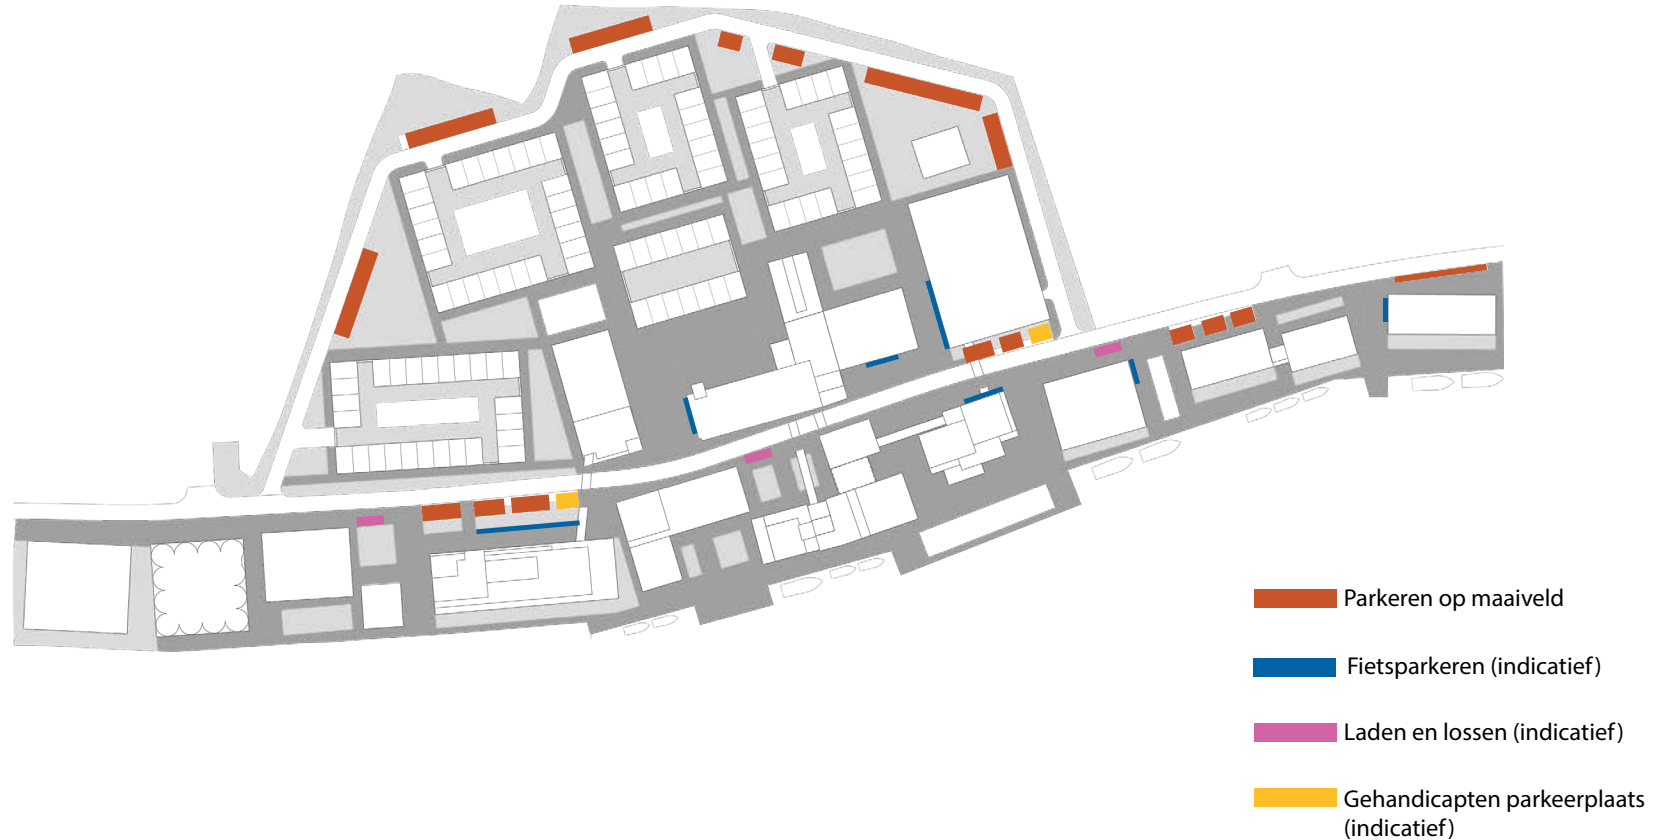 Parkeren op maaiveld
Fietsparkeren (indicatief)
Laden en lossen (indicatief)
Gehandicapten parkeerplaats
(indicatief)